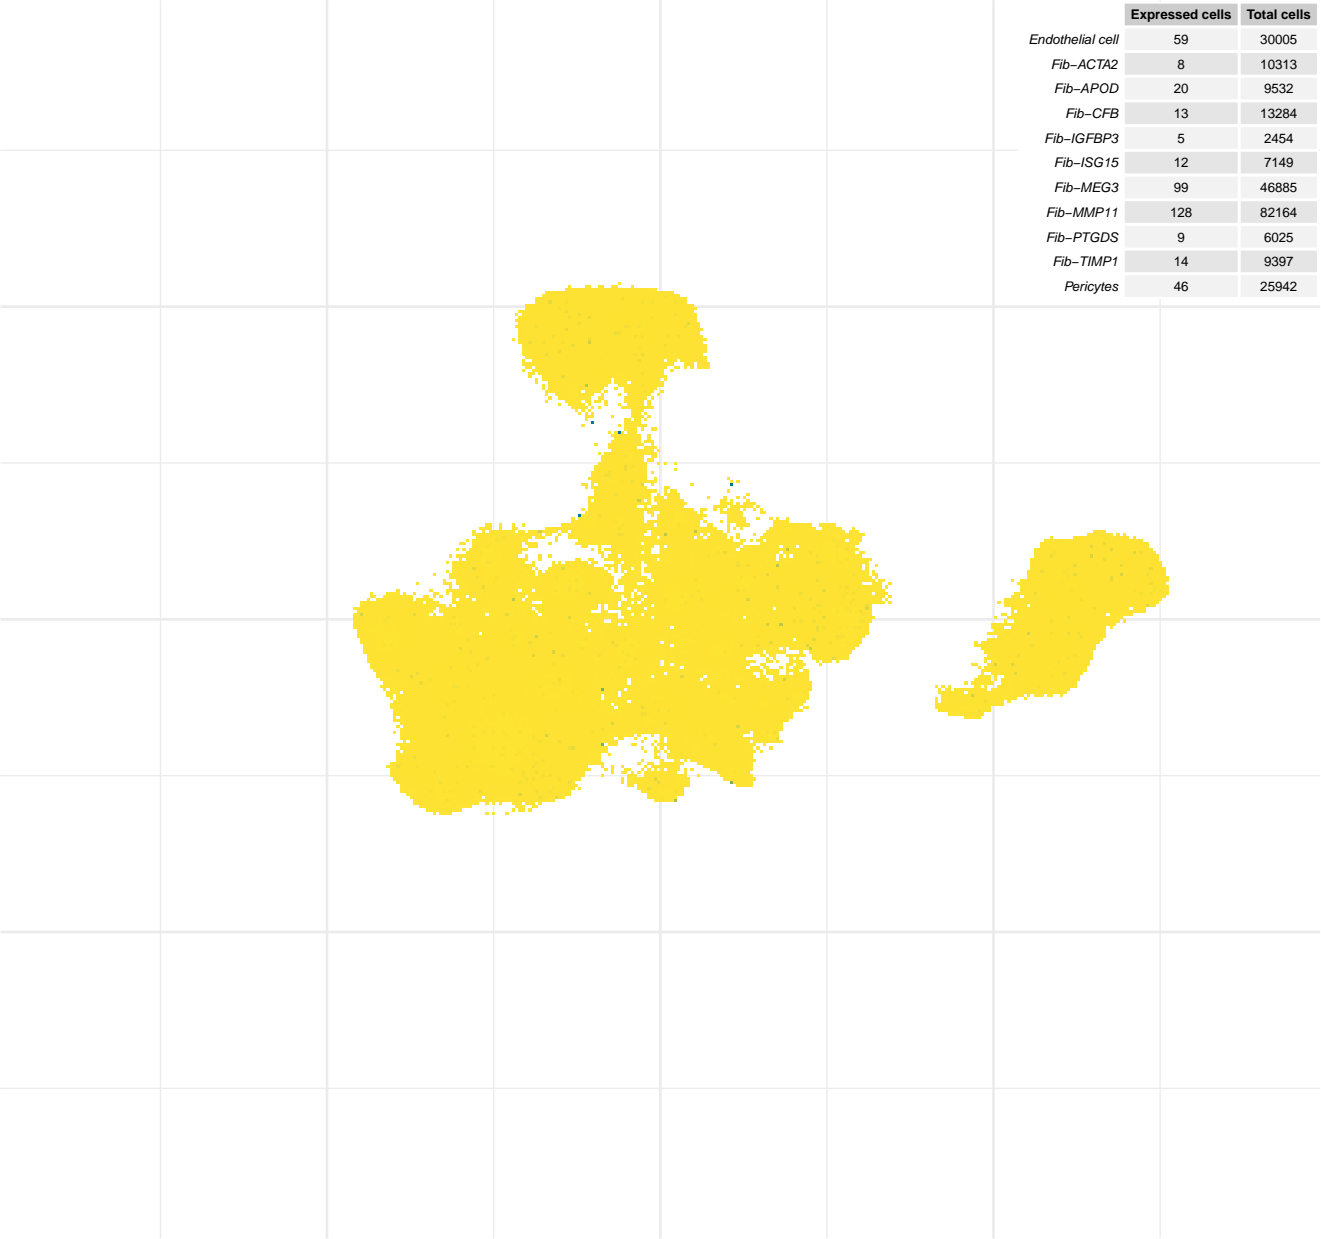 Expressed cells Total cells
Endothelial cell 59 30005
Fib−ACTA2 8 10313
Fib−APOD 20 9532
Fib−CFB 13 13284
Fib−IGFBP3 5 2454
Fib−ISG15 12 7149
Fib−MEG3 99 46885
Fib−MMP11 128 82164
Fib−PTGDS 9 6025
Fib−TIMP1 14 9397
Pericytes 46 25942